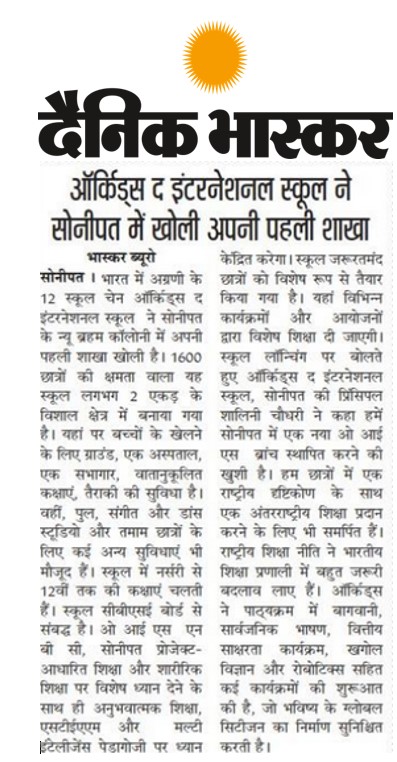 दैनिक भास्कर
ऑर्किड्स द इंटरनेशनल स्कूल ने
सोनीपत में खोली अपनी पहली शाखा
भास्कर ब्यूरो
सोनीपत। भारत में अग्रणी के
12 स्कूल चेन ऑर्किड्स द
इंटरनेशनल स्कूल ने सोनीपत
के न्यू ब्रहम कॉलोनी में अपनी
पहली शाखा खोली है। 1600
छात्रों की क्षमता वाला यह
स्कूल लगभग 2 एकड़ के
विशाल क्षेत्र में बनाया गया
है। यहां पर बच्चों के खेलने
के लिए ग्राउंड, एक अस्पताल,
एक सभागार, वातानुकूलित
कक्षाएं, तैराकी की सुविधा है।
वहीं, पुल, संगीत और डांस
स्टूडियो और तमाम छात्रों के
लिए कई अन्य सुविधाएं भी
मौजूद हैं। स्कूल में नर्सरी से
12वीं तक की कक्षाएं चलती
हैं। स्कूल सीबीएसई बोर्ड से
संबद्ध है। ओ आई एस एन
बी सी, सोनीपत प्रोजेक्ट-
आधारित शिक्षा और शारीरिक
शिक्षा पर विशेष ध्यान देने के
साथ ही अनुभवात्मक शिक्षा,
एसटीईएम और मल्टी
इंटेलीजेंस पेडागोजी पर ध्यान
केंद्रित करेगा। स्कूल जरूरतमंद
छात्रों को विशेष रूप से तैयार
किया गया है। यहां विभिन्न
कार्यक्रमों और आयोजनों
द्वारा विशेष शिक्षा दी जाएगी।
स्कूल लॉन्चिंग पर बोलते
हुए ऑर्किड्स द इंटरनेशनल
स्कूल, सोनीपत की प्रिंसिपल
शालिनी चौधरी ने कहा हमें
सोनीपत में एक नया ओ आई
एस ब्रांच स्थापित करने की
खुशी है। हम छात्रों में एक
राष्ट्रीय दृष्टिकोण के साथ
एक अंतरराष्ट्रीय शिक्षा प्रदान
करने के लिए भी समर्पित हैं।
राष्ट्रीय शिक्षा नीति ने भारतीय
शिक्षा प्रणाली में बहुत जरूरी
बदलाव लाए हैं। ऑर्किड्स
ने पाठ्यक्रम में बागवानी,
सार्वजनिक भाषण, वित्तीय
साक्षरता कार्यक्रम, खगोल
विज्ञान और रोबोटिक्स सहित
कई कार्यक्रमों की शुरूआत
की है, जो भविष्य के ग्लोबल
सिटीजन का निर्माण सुनिश्चित
करती है।